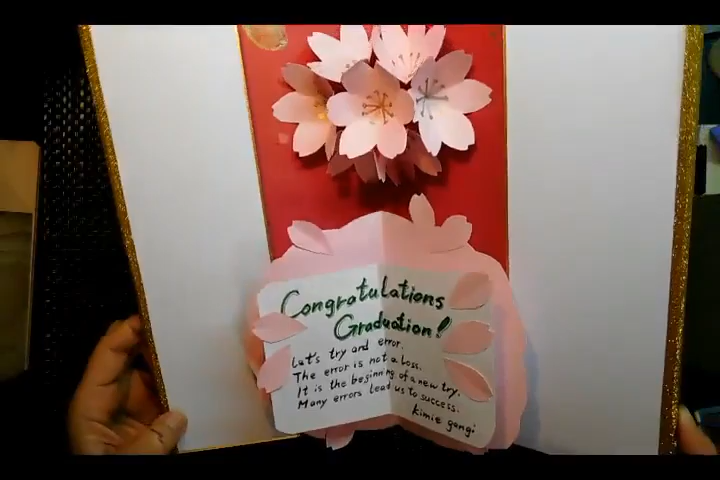 Congratulations
Graduation!
Let's try and error.
The error is not a loss.
It is the beginning of a new try.
Many errors lead us to success.
kimie gangi